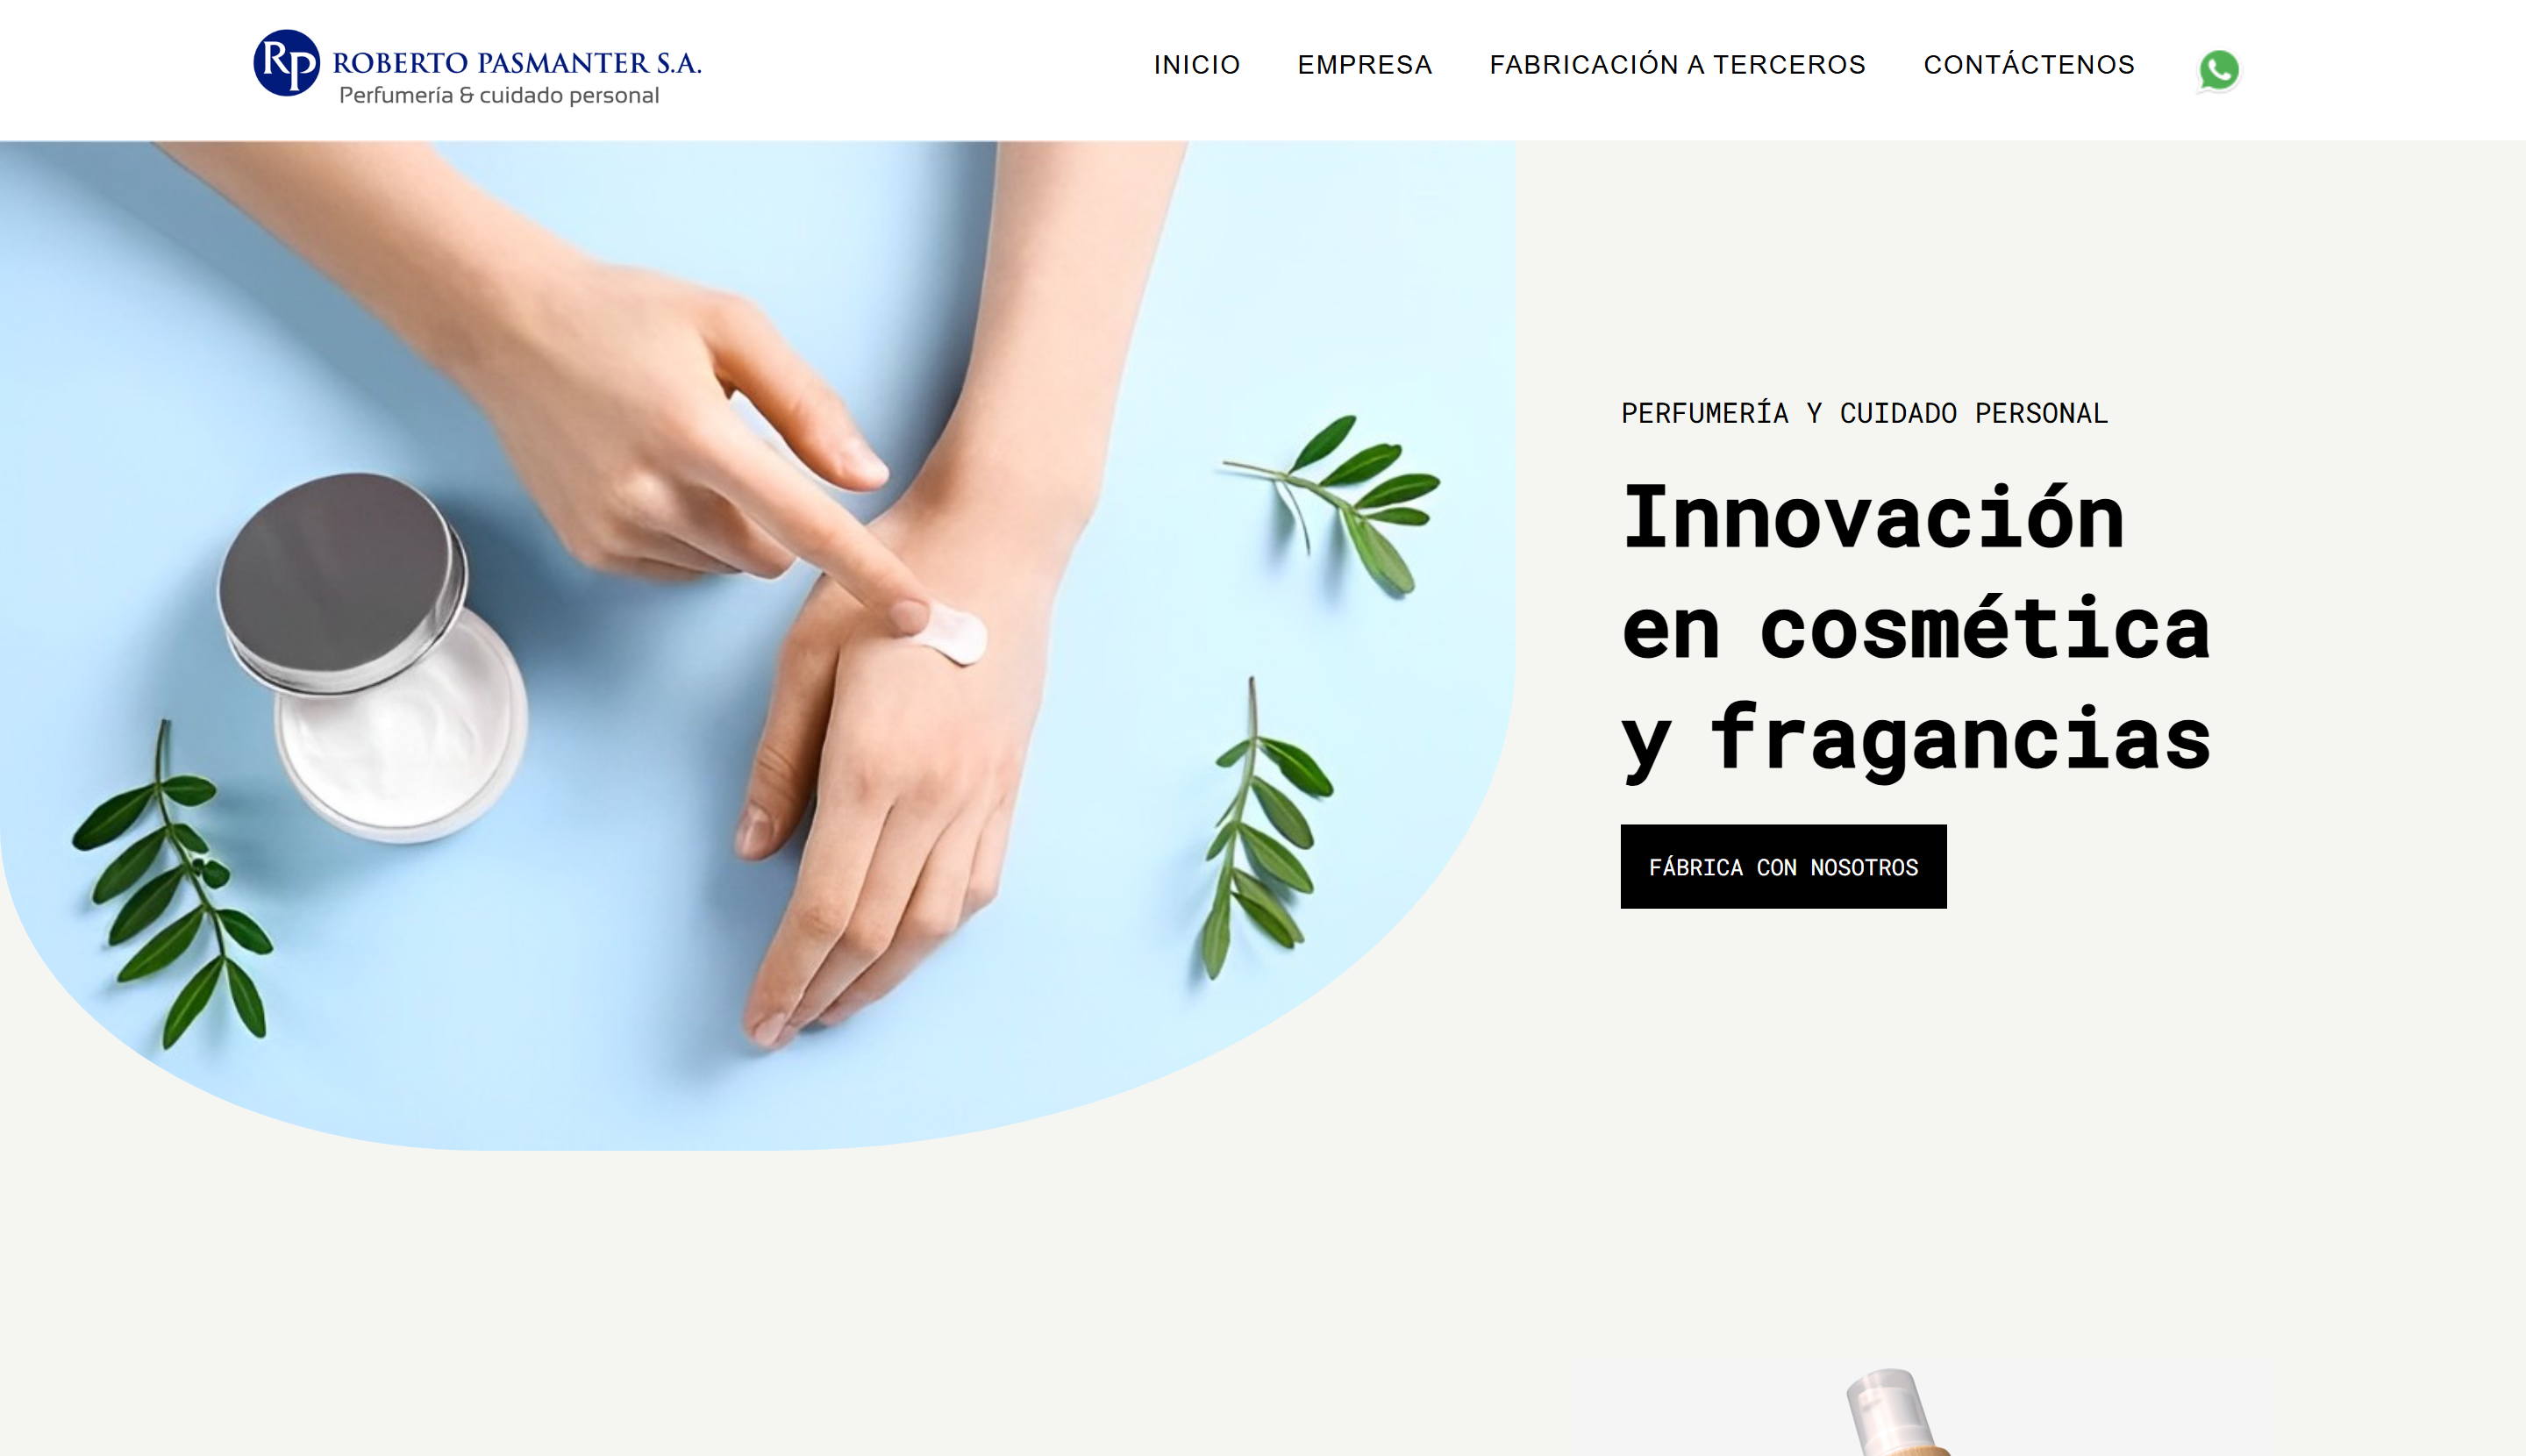 RP ROBERTO PASMANTER S.A.
Perfumería & cuidado personal
INICIO EMPRESA FABRICACIÓN A TERCEROS CONTÁCTENOS
PERFUMERÍA Y CUIDADO PERSONAL
Innovación
en cosmética
y fragancias
FÁBRICA CON NOSOTROS